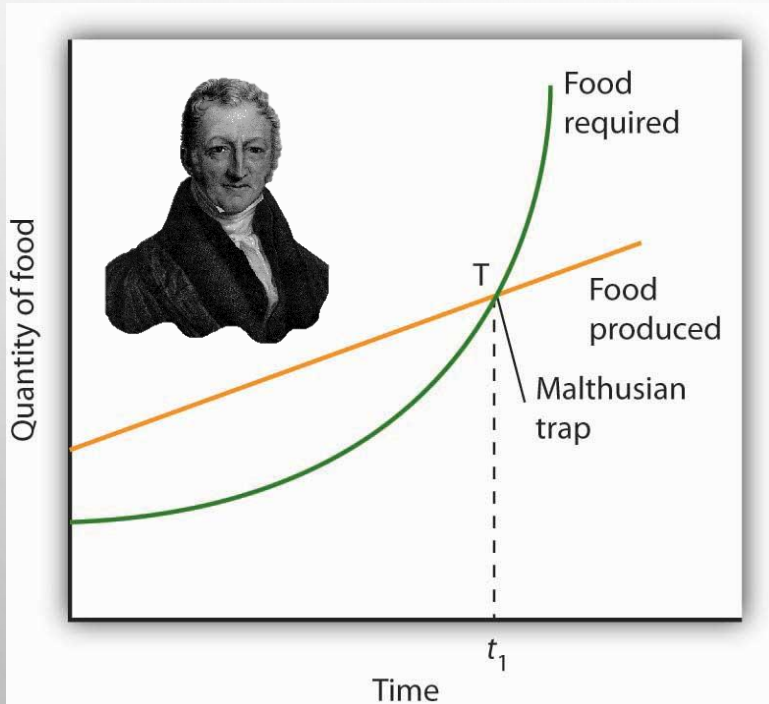 Food
required
T
Food
produced
Malthusian
trap
Quantity of food
t₁
Time